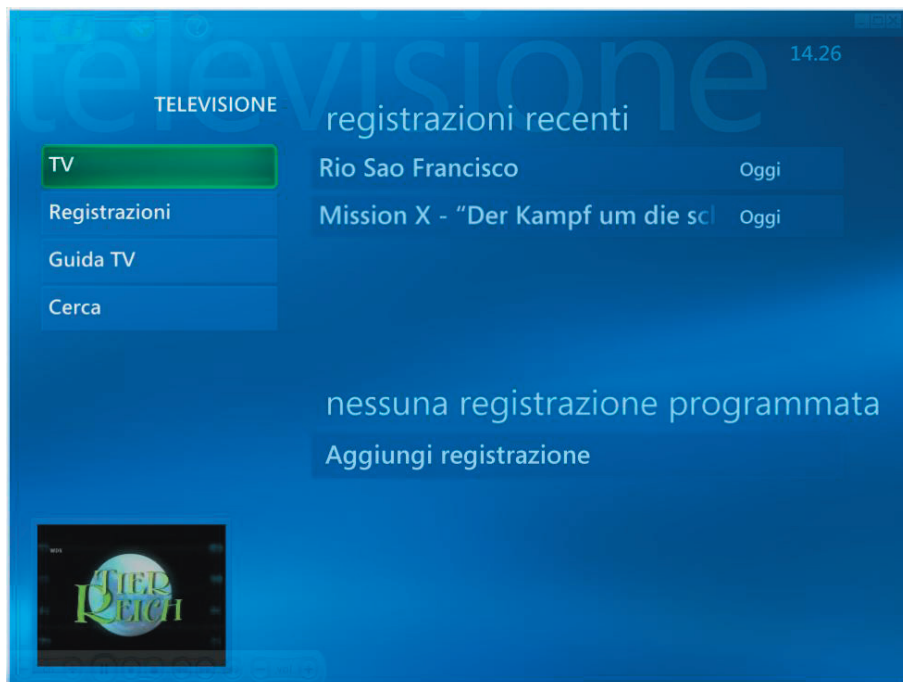 televisione
14.26
TELEVISIONE
registrazioni recenti
TV
Rio Sao Francisco Oggi
Registrazioni
Mission X - “Der Kampf um die scl Oggi
Guida TV
Cerca
nessuna registrazione programmata
Aggiungi registrazione
TIER
REICH